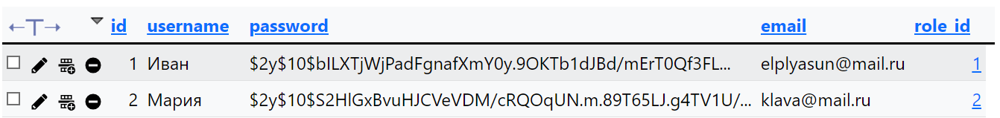 id username password email role_id
1 Иван $2y$10$bILXTjWjPadFgnafXmY0y.9OKTb1dJBd/mErT0Qf3FL... elplyasun@mail.ru 1
2 Мария $2y$10$S2HlGxBvuHJCVeVDM/cRQOqUN.m.89T65LJ.g4TV1U/... klava@mail.ru 2